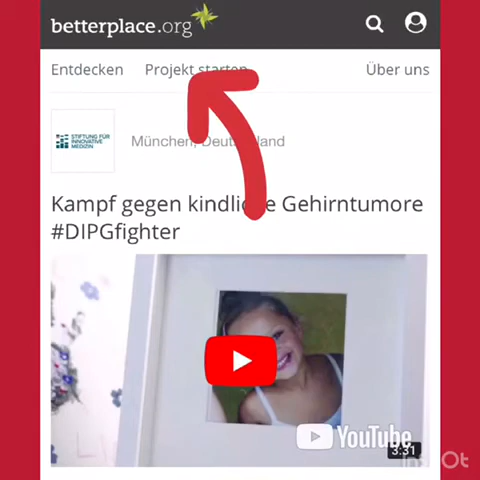 betterplace.org
Entdecken Projekt starten Über uns
STIFTUNG FÜR
INNOVATIVE
MEDIZIN
München, Deutschland
Kampf gegen kindliche Gehirntumore
#DIPGfighter
YouTube
3:31